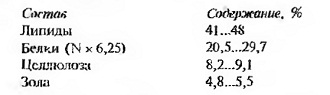 Состав Содержание, %
Липиды 41...48
Белки (N × 6,25) 20,5...29,7
Целлюлоза 8,2...9,1
Зола 4,8...5,5